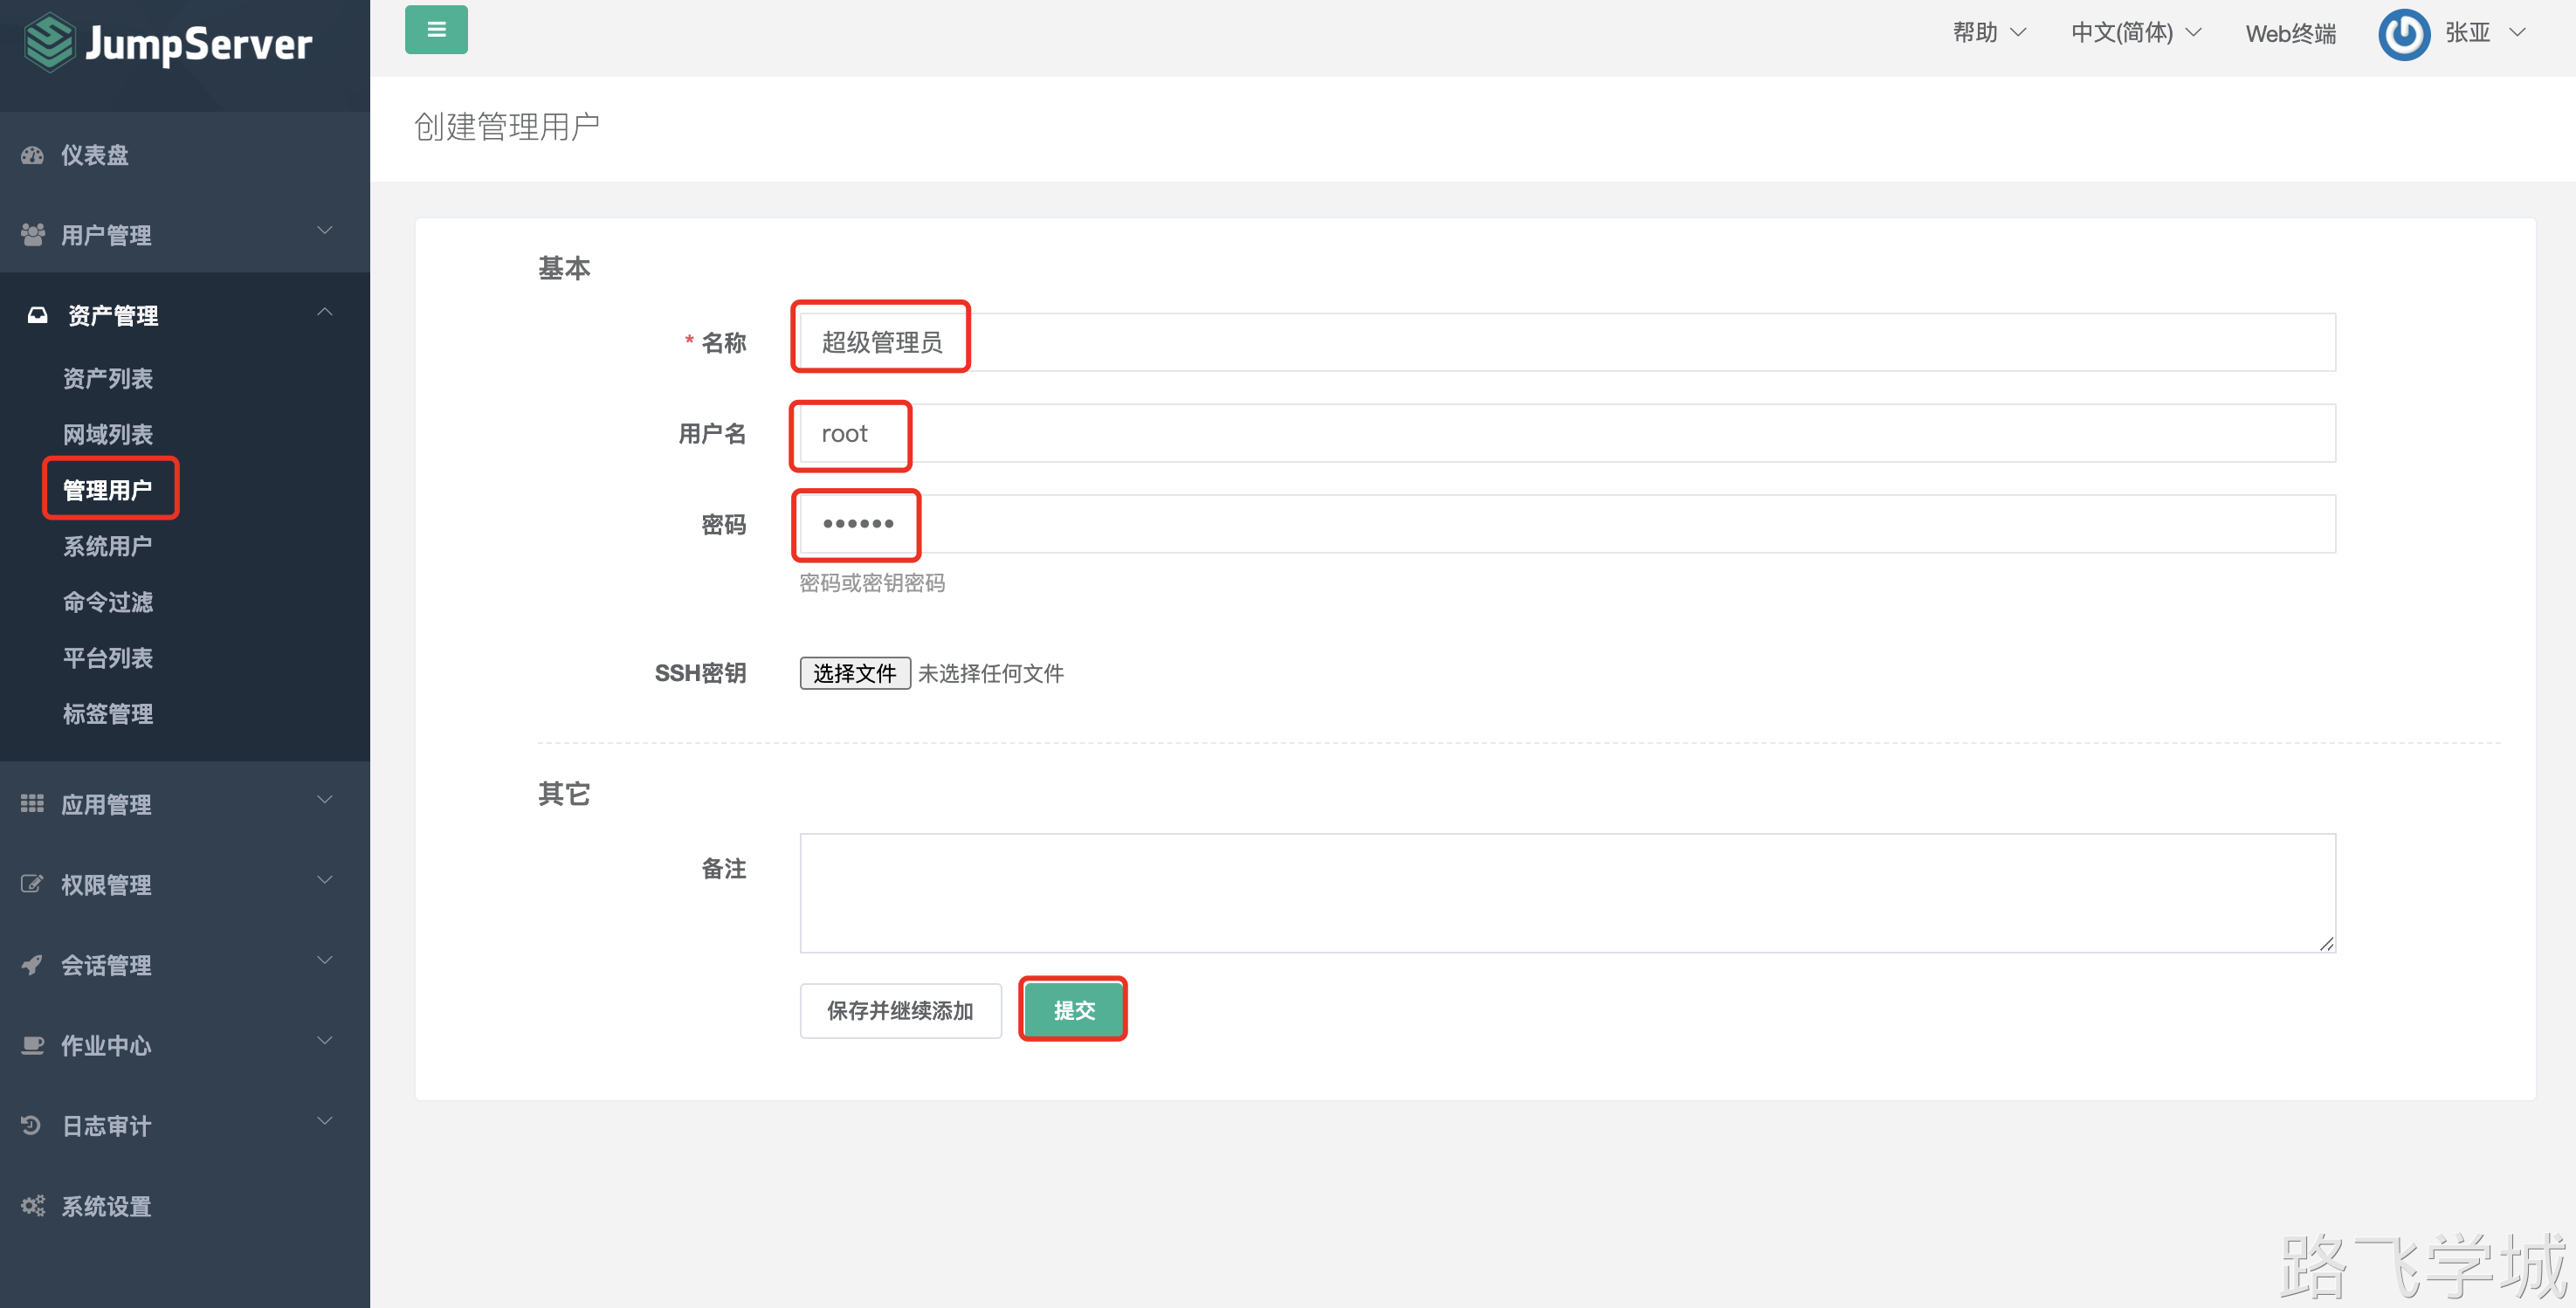 JumpServer
帮助
中文(简体)
Web终端
张亚
仪表盘
用户管理
资产管理
资产列表
网域列表
管理用户
系统用户
命令过滤
平台列表
标签管理
应用管理
权限管理
会话管理
作业中心
日志审计
系统设置
创建管理用户
基本
* 名称 超级管理员
用户名 root
密码 ••••••
密码或密钥密码
SSH密钥 选择文件 未选择任何文件
其它
备注
保存并继续添加 提交
路飞学城